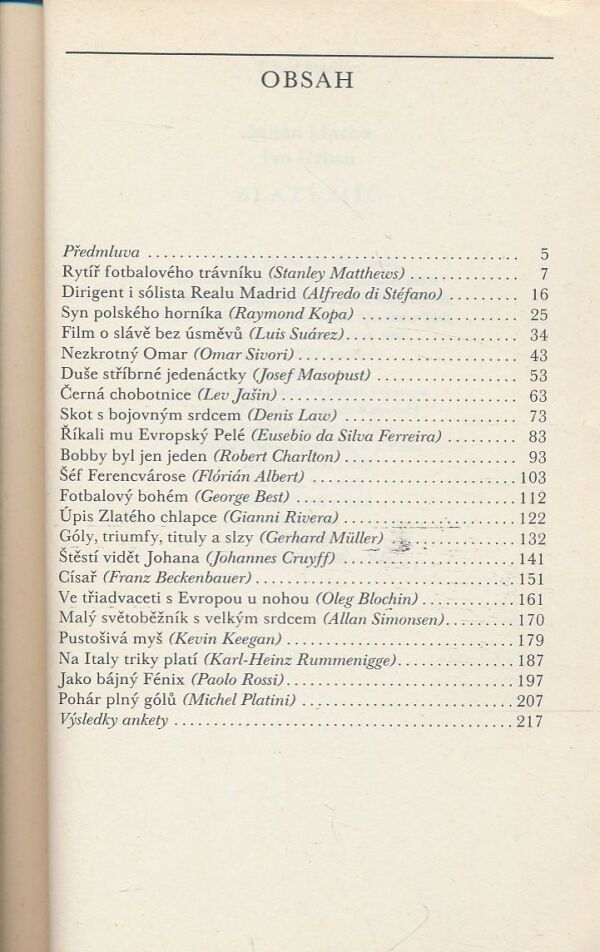 OBSAH
Předmluva 5
Rytíř fotbalového trávníku (Stanley Matthews) 7
Dirigent i sólista Realu Madrid (Alfredo di Stéfano) 16
Syn polského horníka (Raymond Kopa) 25
Film o slávě bez úsměvů (Luis Suárez) 34
Nezkrotný Omar (Omar Sivori) 43
Duše stříbrné jedenáctky (Josef Masopust) 53
Černá chobotnice (Lev Jašin) 63
Skot s bojovným srdcem (Denis Law) 73
Říkali mu Evropský Pelé (Eusebio da Silva Ferreira) 83
Bobby byl jen jeden (Robert Charlton) 93
Šéf Ferencvárose (Flórián Albert) 103
Fotbalový bohém (George Best) 112
Úpis Zlatého chlapce (Gianni Rivera) 122
Góly, triumfy, tituly a slzy (Gerhard Müller) 132
Štěstí vidět Johana (Johannes Cruyff) 141
Císař (Franz Beckenbauer) 151
Ve třiadvaceti s Evropou u nohou (Oleg Blochin) 161
Malý světoběžník s velkým srdcem (Allan Simonsen) 170
Pustošivá myš (Kevin Keegan) 179
Na Italy triky platí (Karl-Heinz Rummenigge) 187
Jako bájný Fénix (Paolo Rossi) 197
Pohár plný gólů (Michel Platini) 207
Výsledky ankety 217